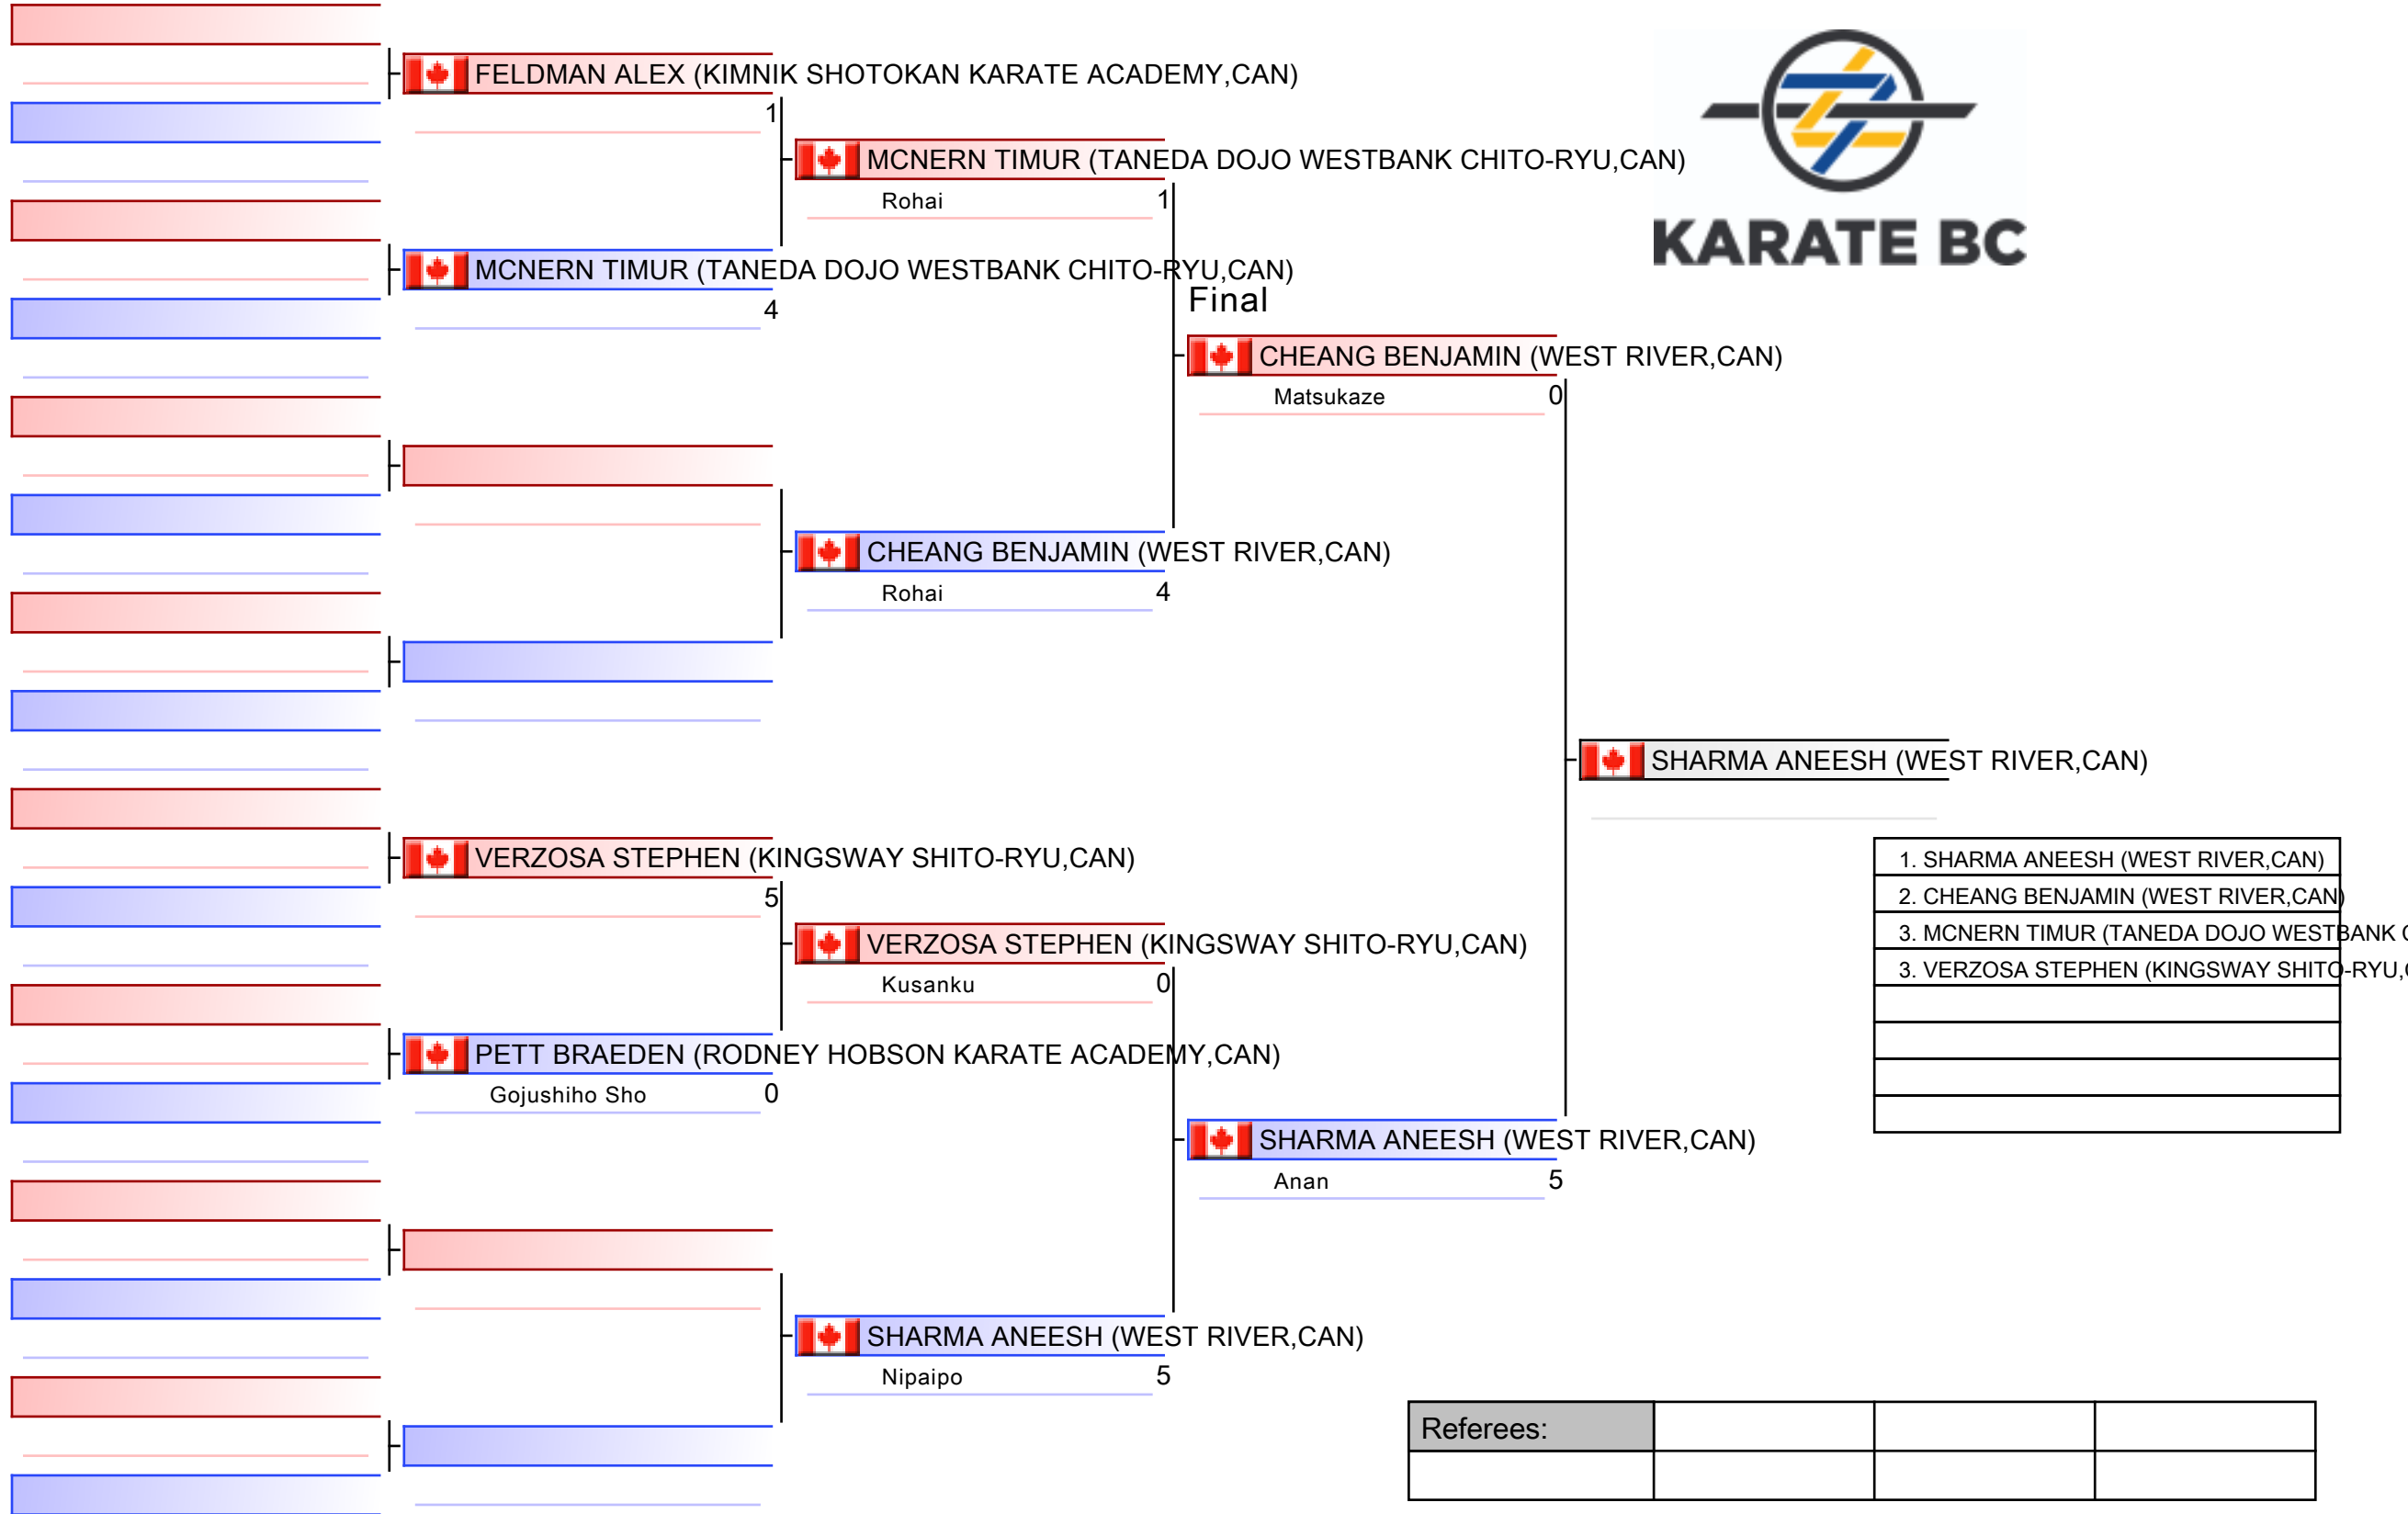 FELDMAN ALEX (KIMNIK SHOTOKAN KARATE ACADEMY,CAN)
1
MCNERN TIMUR (TANEDA DOJO WESTBANK CHITO-RYU,CAN)
Rohai 1
KARATE BC
MCNERN TIMUR (TANEDA DOJO WESTBANK CHITO-RYU,CAN)
4
Final
CHEANG BENJAMIN (WEST RIVER,CAN)
Matsukaze 0
CHEANG BENJAMIN (WEST RIVER,CAN)
Rohai 4
SHARMA ANEESH (WEST RIVER,CAN)
VERZOSA STEPHEN (KINGSWAY SHITO-RYU,CAN)
5
1. SHARMA ANEESH (WEST RIVER,CAN)
2. CHEANG BENJAMIN (WEST RIVER,CAN)
3. MCNERN TIMUR (TANEDA DOJO WESTBANK
3. VERZOSA STEPHEN (KINGSWAY SHITO-RYU,
VERZOSA STEPHEN (KINGSWAY SHITO-RYU,CAN)
Kusanku 0
PETT BRAEDEN (RODNEY HOBSON KARATE ACADEMY,CAN)
Gojushiho Sho 0
SHARMA ANEESH (WEST RIVER,CAN)
Anan 5
SHARMA ANEESH (WEST RIVER,CAN)
Nipaipo 5
Referees: